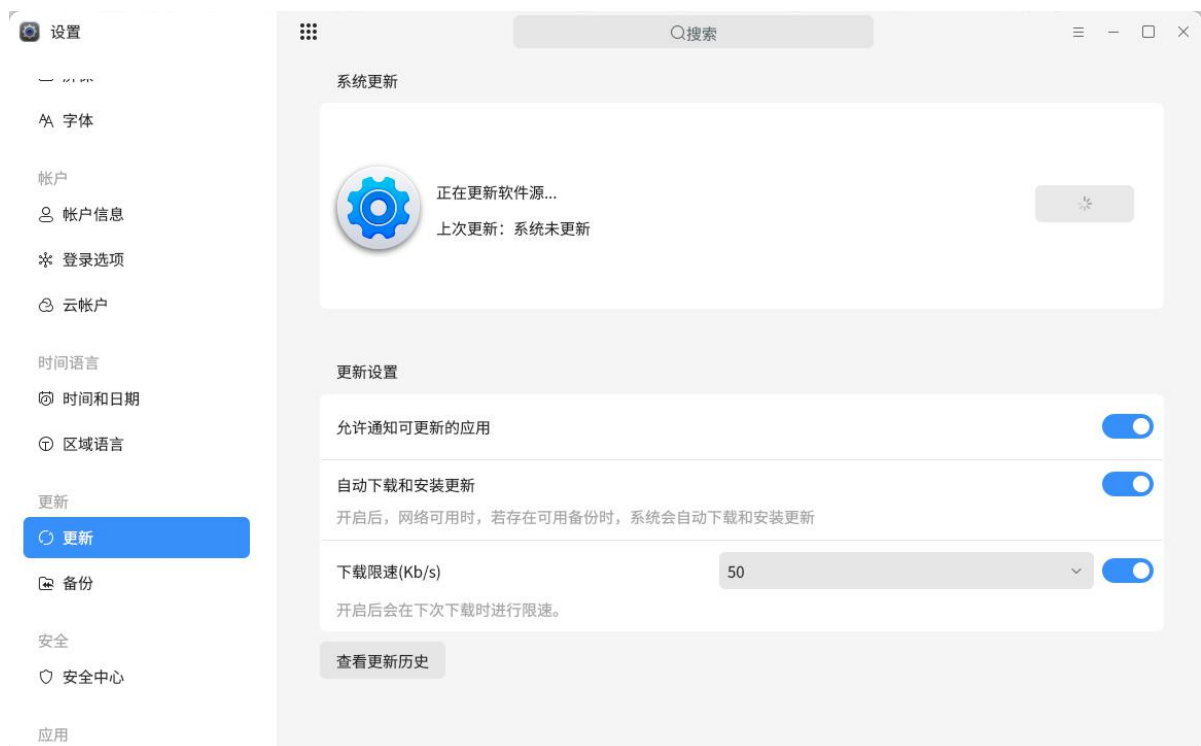 设置
搜索
字体
帐户
帐户信息
登录选项
云帐户
时间语言
时间和日期
区域语言
更新
更新
备份
安全
安全中心
应用
系统更新
正在更新软件源...
上次更新：系统未更新
更新设置
允许通知可更新的应用
自动下载和安装更新
开启后，网络可用时，若存在可用备份时，系统会自动下载和安装更新
下载限速(Kb/s)
50
开启后会在下次下载时进行限速。
查看更新历史